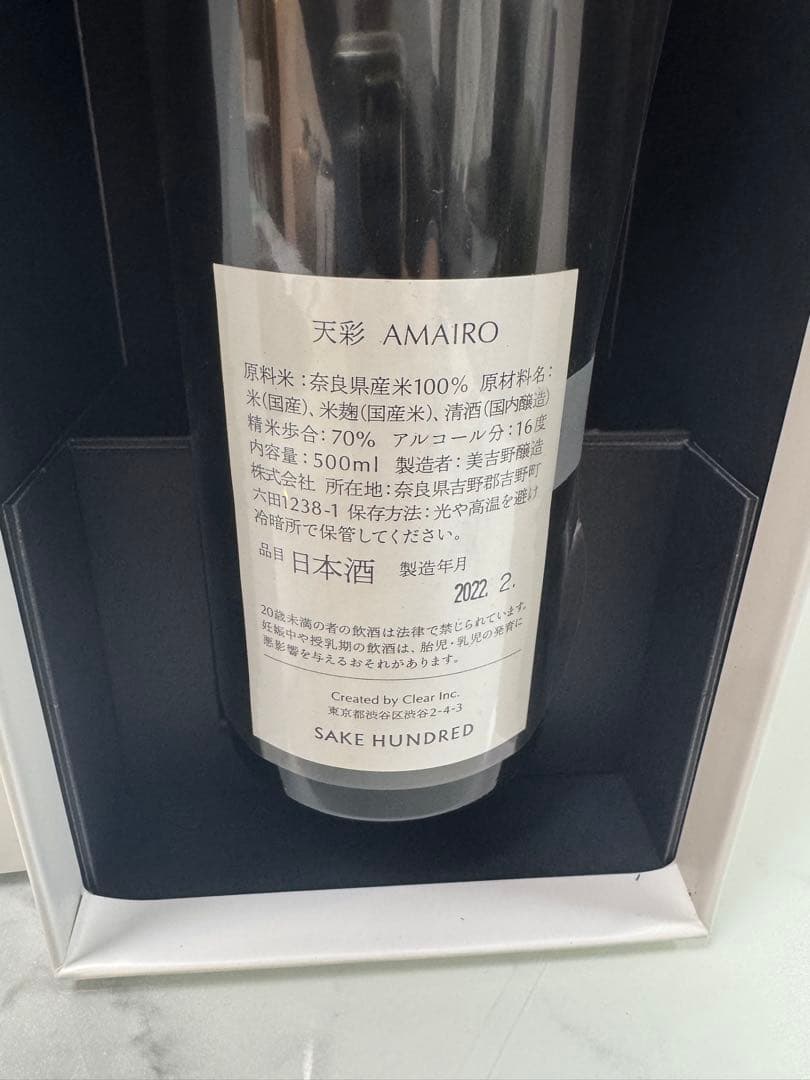 天彩 AMAIRO
原料米：奈良県産米100% 原材料名：
米(国産)、米麹(国産米)、清酒(国内醸造)
精米歩合：70% アルコール分：16度
内容量：500ml 製造者：美吉野醸造
株式会社 所在地：奈良県吉野郡吉野町
六田1238-1 保存方法：光や高温を避け
冷暗所で保管してください。
品目 日本酒 製造年月
2022. 2.
20歳未満の者の飲酒は法律で禁じられています。
妊娠中や授乳期の飲酒は、胎児・乳児の発育に
悪影響を与えるおそれがあります。
Created by Clear Inc.
東京都渋谷区渋谷2-4-3
SAKE HUNDRED